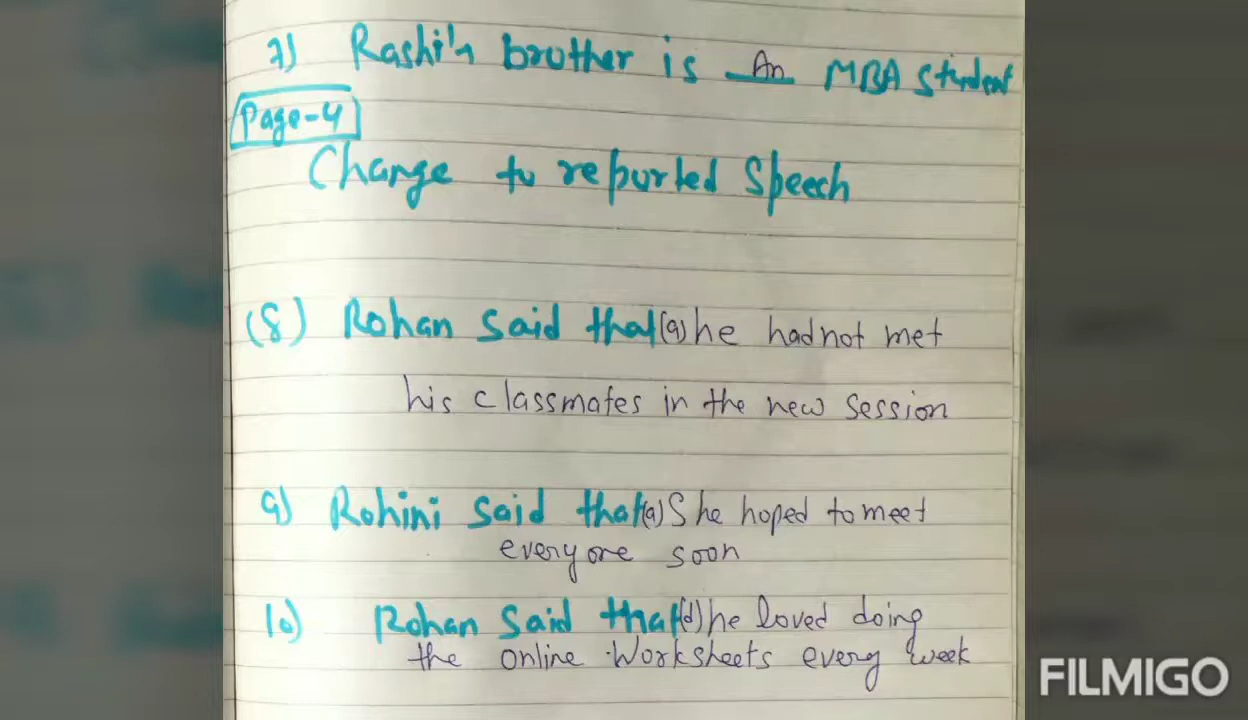 7) Rashi's brother is An MBA Student
Page-4
Change to reported Speech
(8) Rohan said that (a) he had not met
his classmates in the new session
9) Rohini said that (a) She hoped to meet
everyone soon
10) Rohan said that (d) he loved doing
the online worksheets every week
FILMIGO